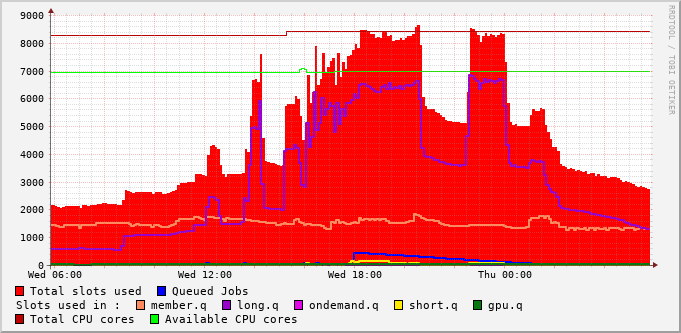 9000
8000
7000
6000
5000
4000
3000
2000
1000
0
Wed 06:00 Wed 12:00 Wed 18:00 Thu 00:00
Total slots used Queued Jobs
Slots used in : member.q long.q ondemand.q short.q gpu.q
Total CPU cores Available CPU cores
RRDTOOL / TOBI OETIKER